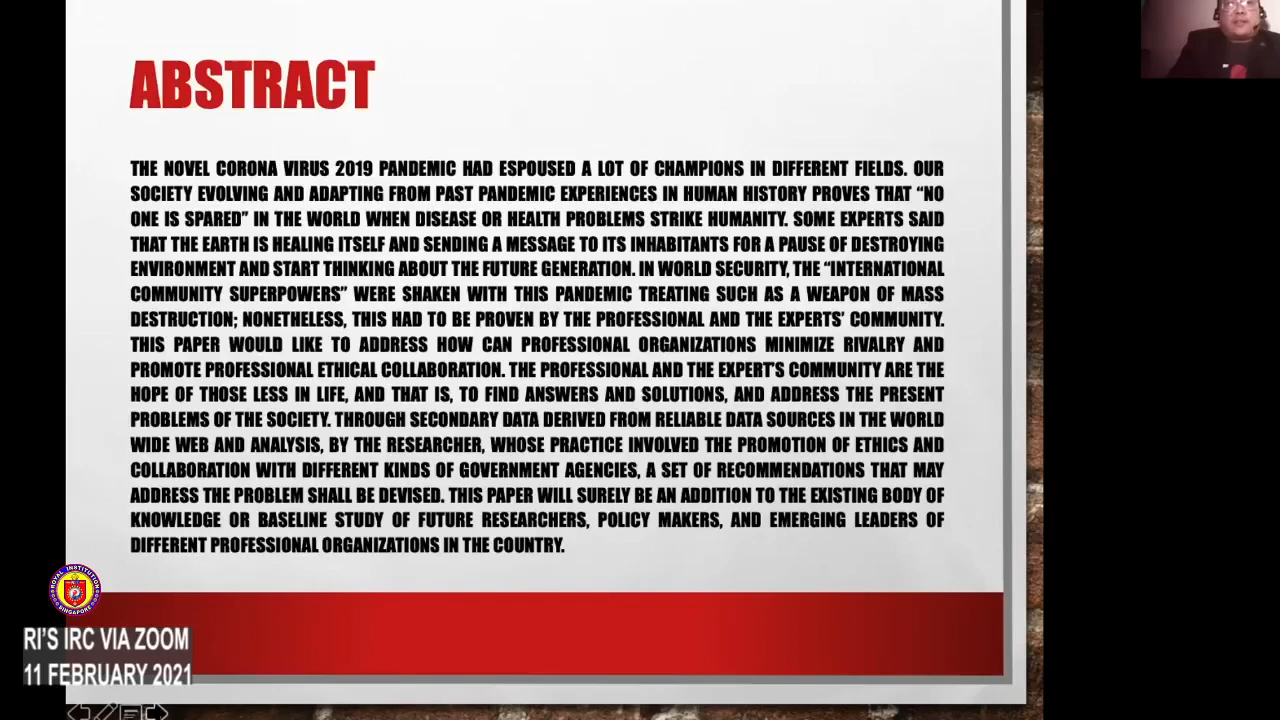 ABSTRACT
THE NOVEL CORONA VIRUS 2019 PANDEMIC HAD ESPOUSED A LOT OF CHAMPIONS IN DIFFERENT FIELDS. OUR
SOCIETY EVOLVING AND ADAPTING FROM PAST PANDEMIC EXPERIENCES IN HUMAN HISTORY PROVES THAT “NO
ONE IS SPARED” IN THE WORLD WHEN DISEASE OR HEALTH PROBLEMS STRIKE HUMANITY. SOME EXPERTS SAID
THAT THE EARTH IS HEALING ITSELF AND SENDING A MESSAGE TO ITS INHABITANTS FOR A PAUSE OF DESTROYING
ENVIRONMENT AND START THINKING ABOUT THE FUTURE GENERATION. IN WORLD SECURITY, THE “INTERNATIONAL
COMMUNITY SUPERPOWERS” WERE SHAKEN WITH THIS PANDEMIC TREATING SUCH AS A WEAPON OF MASS
DESTRUCTION; NONETHELESS, THIS HAD TO BE PROVEN BY THE PROFESSIONAL AND THE EXPERTS’ COMMUNITY.
THIS PAPER WOULD LIKE TO ADDRESS HOW CAN PROFESSIONAL ORGANIZATIONS MINIMIZE RIVALRY AND
PROMOTE PROFESSIONAL ETHICAL COLLABORATION. THE PROFESSIONAL AND THE EXPERT’S COMMUNITY ARE THE
HOPE OF THOSE LESS IN LIFE, AND THAT IS, TO FIND ANSWERS AND SOLUTIONS, AND ADDRESS THE PRESENT
PROBLEMS OF THE SOCIETY. THROUGH SECONDARY DATA DERIVED FROM RELIABLE DATA SOURCES IN THE WORLD
WIDE WEB AND ANALYSIS, BY THE RESEARCHER, WHOSE PRACTICE INVOLVED THE PROMOTION OF ETHICS AND
COLLABORATION WITH DIFFERENT KINDS OF GOVERNMENT AGENCIES, A SET OF RECOMMENDATIONS THAT MAY
ADDRESS THE PROBLEM SHALL BE DEVISED. THIS PAPER WILL SURELY BE AN ADDITION TO THE EXISTING BODY OF
KNOWLEDGE OR BASELINE STUDY OF FUTURE RESEARCHERS, POLICY MAKERS, AND EMERGING LEADERS OF
DIFFERENT PROFESSIONAL ORGANIZATIONS IN THE COUNTRY.
ROYAL INSTITUTION
SINGAPORE
RI’S IRC VIA ZOOM
11 FEBRUARY 2021